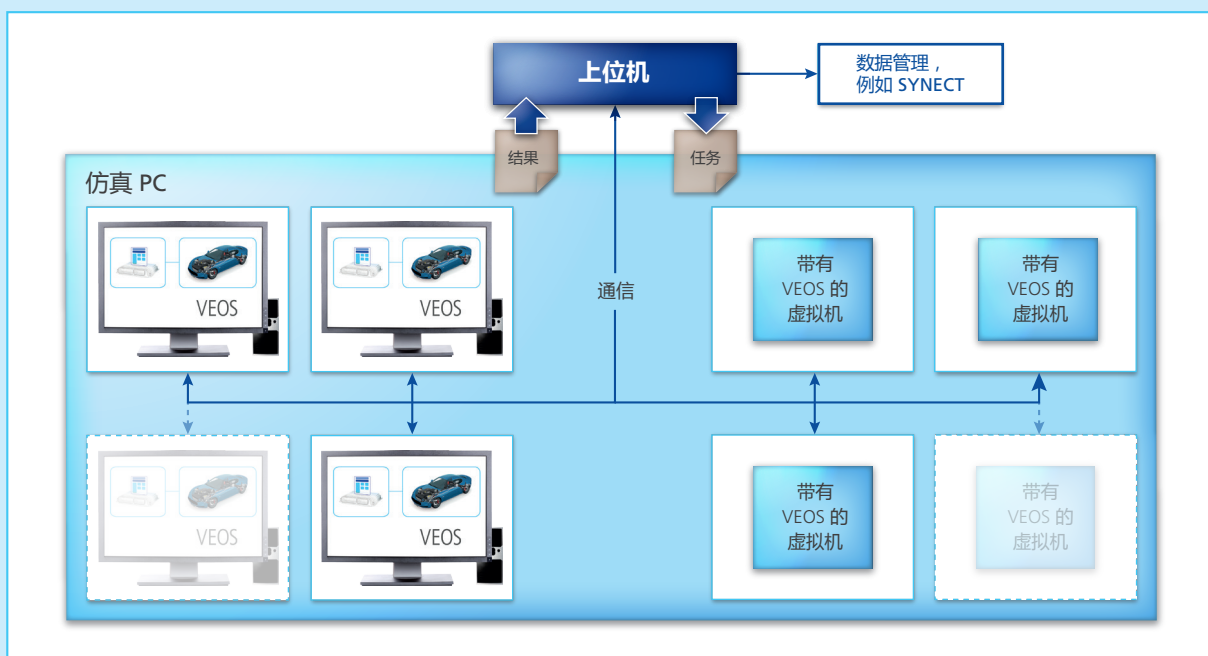 上位机
数据管理，
例如 SYNECT
结果
任务
仿真 PC
VEOS
VEOS
带有
VEOS 的
虚拟机
带有
VEOS 的
虚拟机
通信
VEOS
VEOS
带有
VEOS 的
虚拟机
带有
VEOS 的
虚拟机